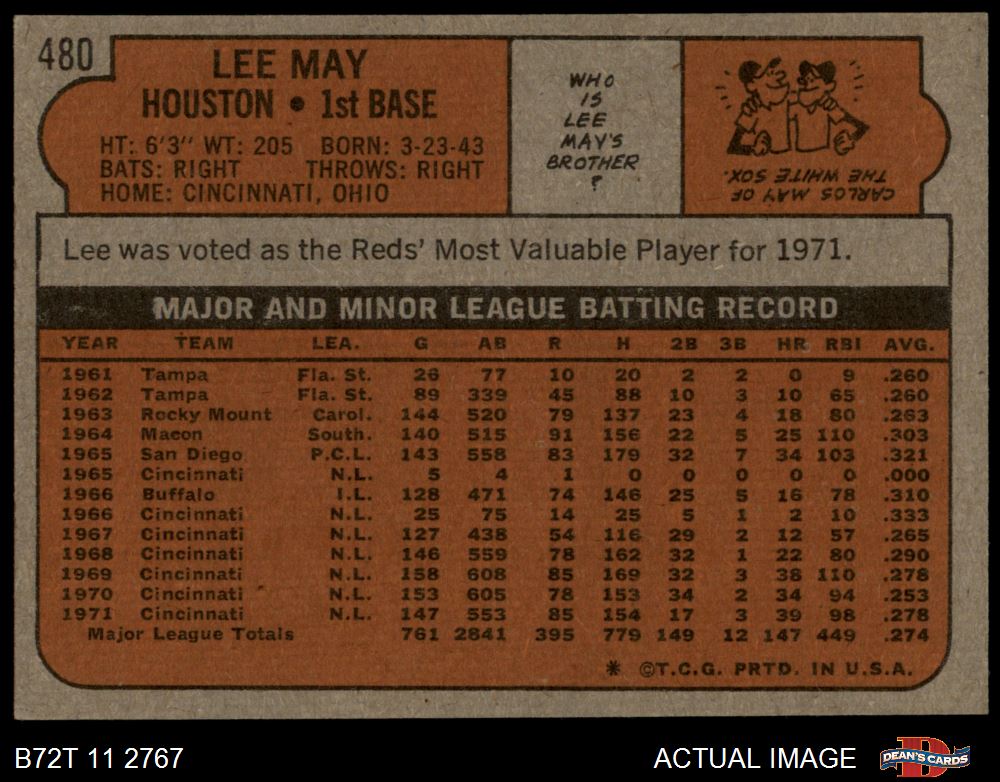 480
LEE MAY
HOUSTON • 1st BASE
HT: 6'3" WT: 205 BORN: 3-23-43
BATS: RIGHT THROWS: RIGHT
HOME: CINCINNATI, OHIO
WHO
IS
LEE
MAY'S
BROTHER
?
CARLOS MAY OF
THE WHITE SOX.
Lee was voted as the Reds' Most Valuable Player for 1971.
MAJOR AND MINOR LEAGUE BATTING RECORD
YEAR TEAM LEA. G AB R H 2B 3B HR RBI AVG.
1961 Tampa Fla. St. 26 77 10 20 2 2 0 9 .260
1962 Tampa Fla. St. 89 339 45 88 10 3 10 65 .260
1963 Rocky Mount Carol. 144 520 79 137 23 4 18 80 .263
1964 Macon South. 140 515 91 156 22 5 25 110 .303
1965 San Diego P.C.L. 143 558 83 179 32 7 34 103 .321
1965 Cincinnati N.L. 5 4 1 0 0 0 0 0 .000
1966 Buffalo I.L. 128 471 74 146 25 5 16 78 .310
1966 Cincinnati N.L. 25 75 14 25 5 1 2 10 .333
1967 Cincinnati N.L. 127 438 54 116 29 2 12 57 .265
1968 Cincinnati N.L. 146 559 78 162 32 1 22 80 .290
1969 Cincinnati N.L. 158 608 85 169 32 3 38 110 .278
1970 Cincinnati N.L. 153 605 78 153 34 2 34 94 .253
1971 Cincinnati N.L. 147 553 85 154 17 3 39 98 .278
Major League Totals 761 2841 395 779 149 12 147 449 .274
* ©T.C.G. PRTD. IN U.S.A.
B72T 11 2767
ACTUAL IMAGE
DEAN'S CARDS